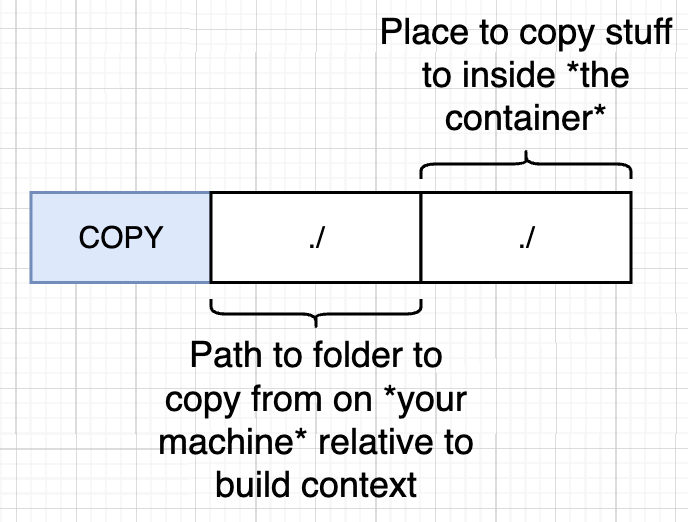 Place to copy stuff
to inside *the
container*
COPY
./
./
Path to folder to
copy from on *your
machine* relative to
build context